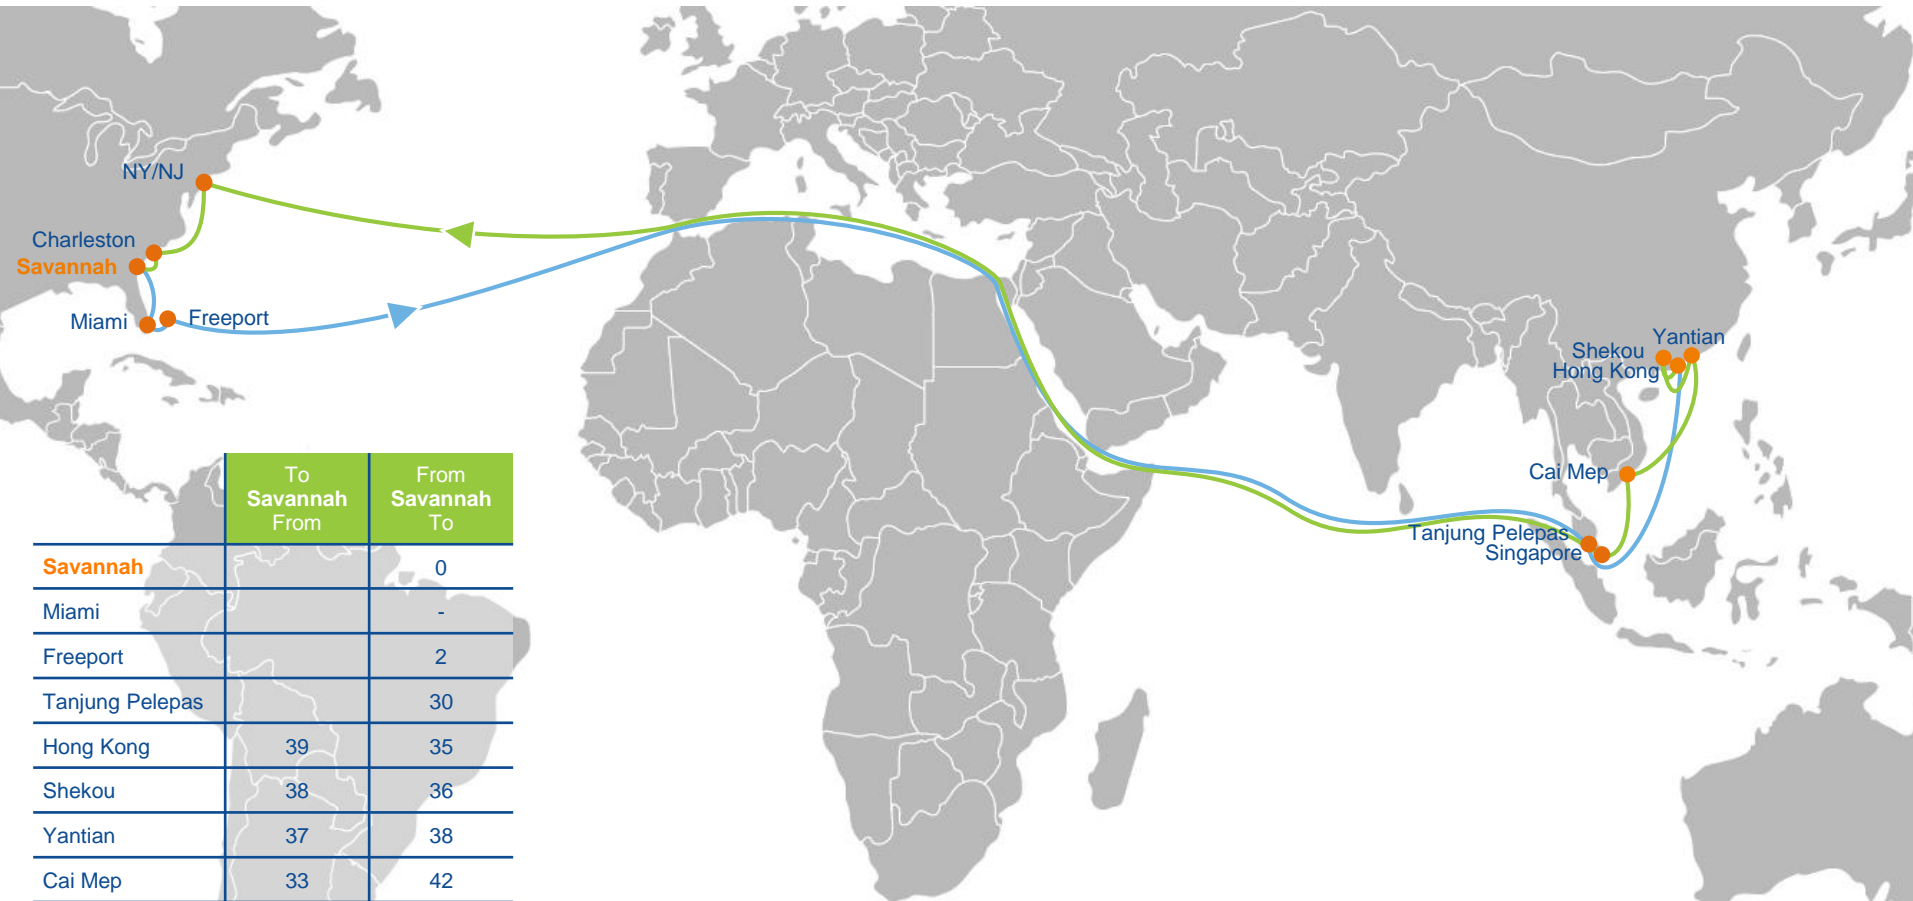 NY/NJ
Charleston
Savannah
Miami
Freeport
Yantian
Shekou
Hong Kong
Cai Mep
Tanjung Pelepas
Singapore
To
Savannah
From
From
Savannah
To
Savannah 0
Miami -
Freeport 2
Tanjung Pelepas 30
Hong Kong 39 35
Shekou 38 36
Yantian 37 38
Cai Mep 33 42